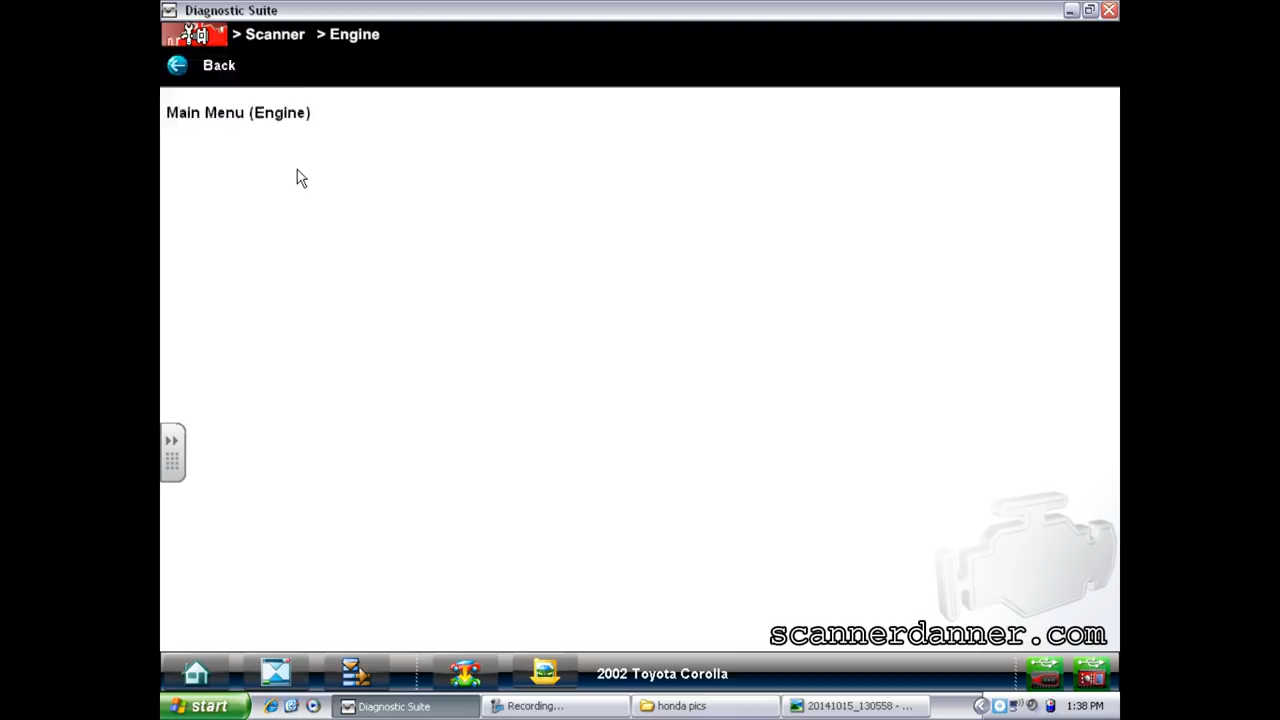 Diagnostic Suite
> Scanner > Engine
Back
Main Menu (Engine)
scannerdanner.com
2002 Toyota Corolla
start
Diagnostic Suite
Recording...
honda pics
20141015_130558 - ...
1:38 PM